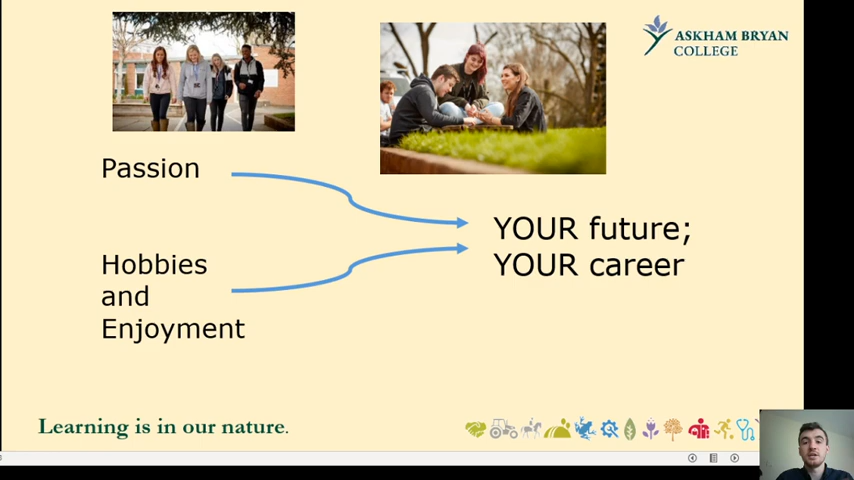 ASKHAM BRYAN
COLLEGE
Passion
YOUR future;
YOUR career
Hobbies
and
Enjoyment
Learning is in our nature.